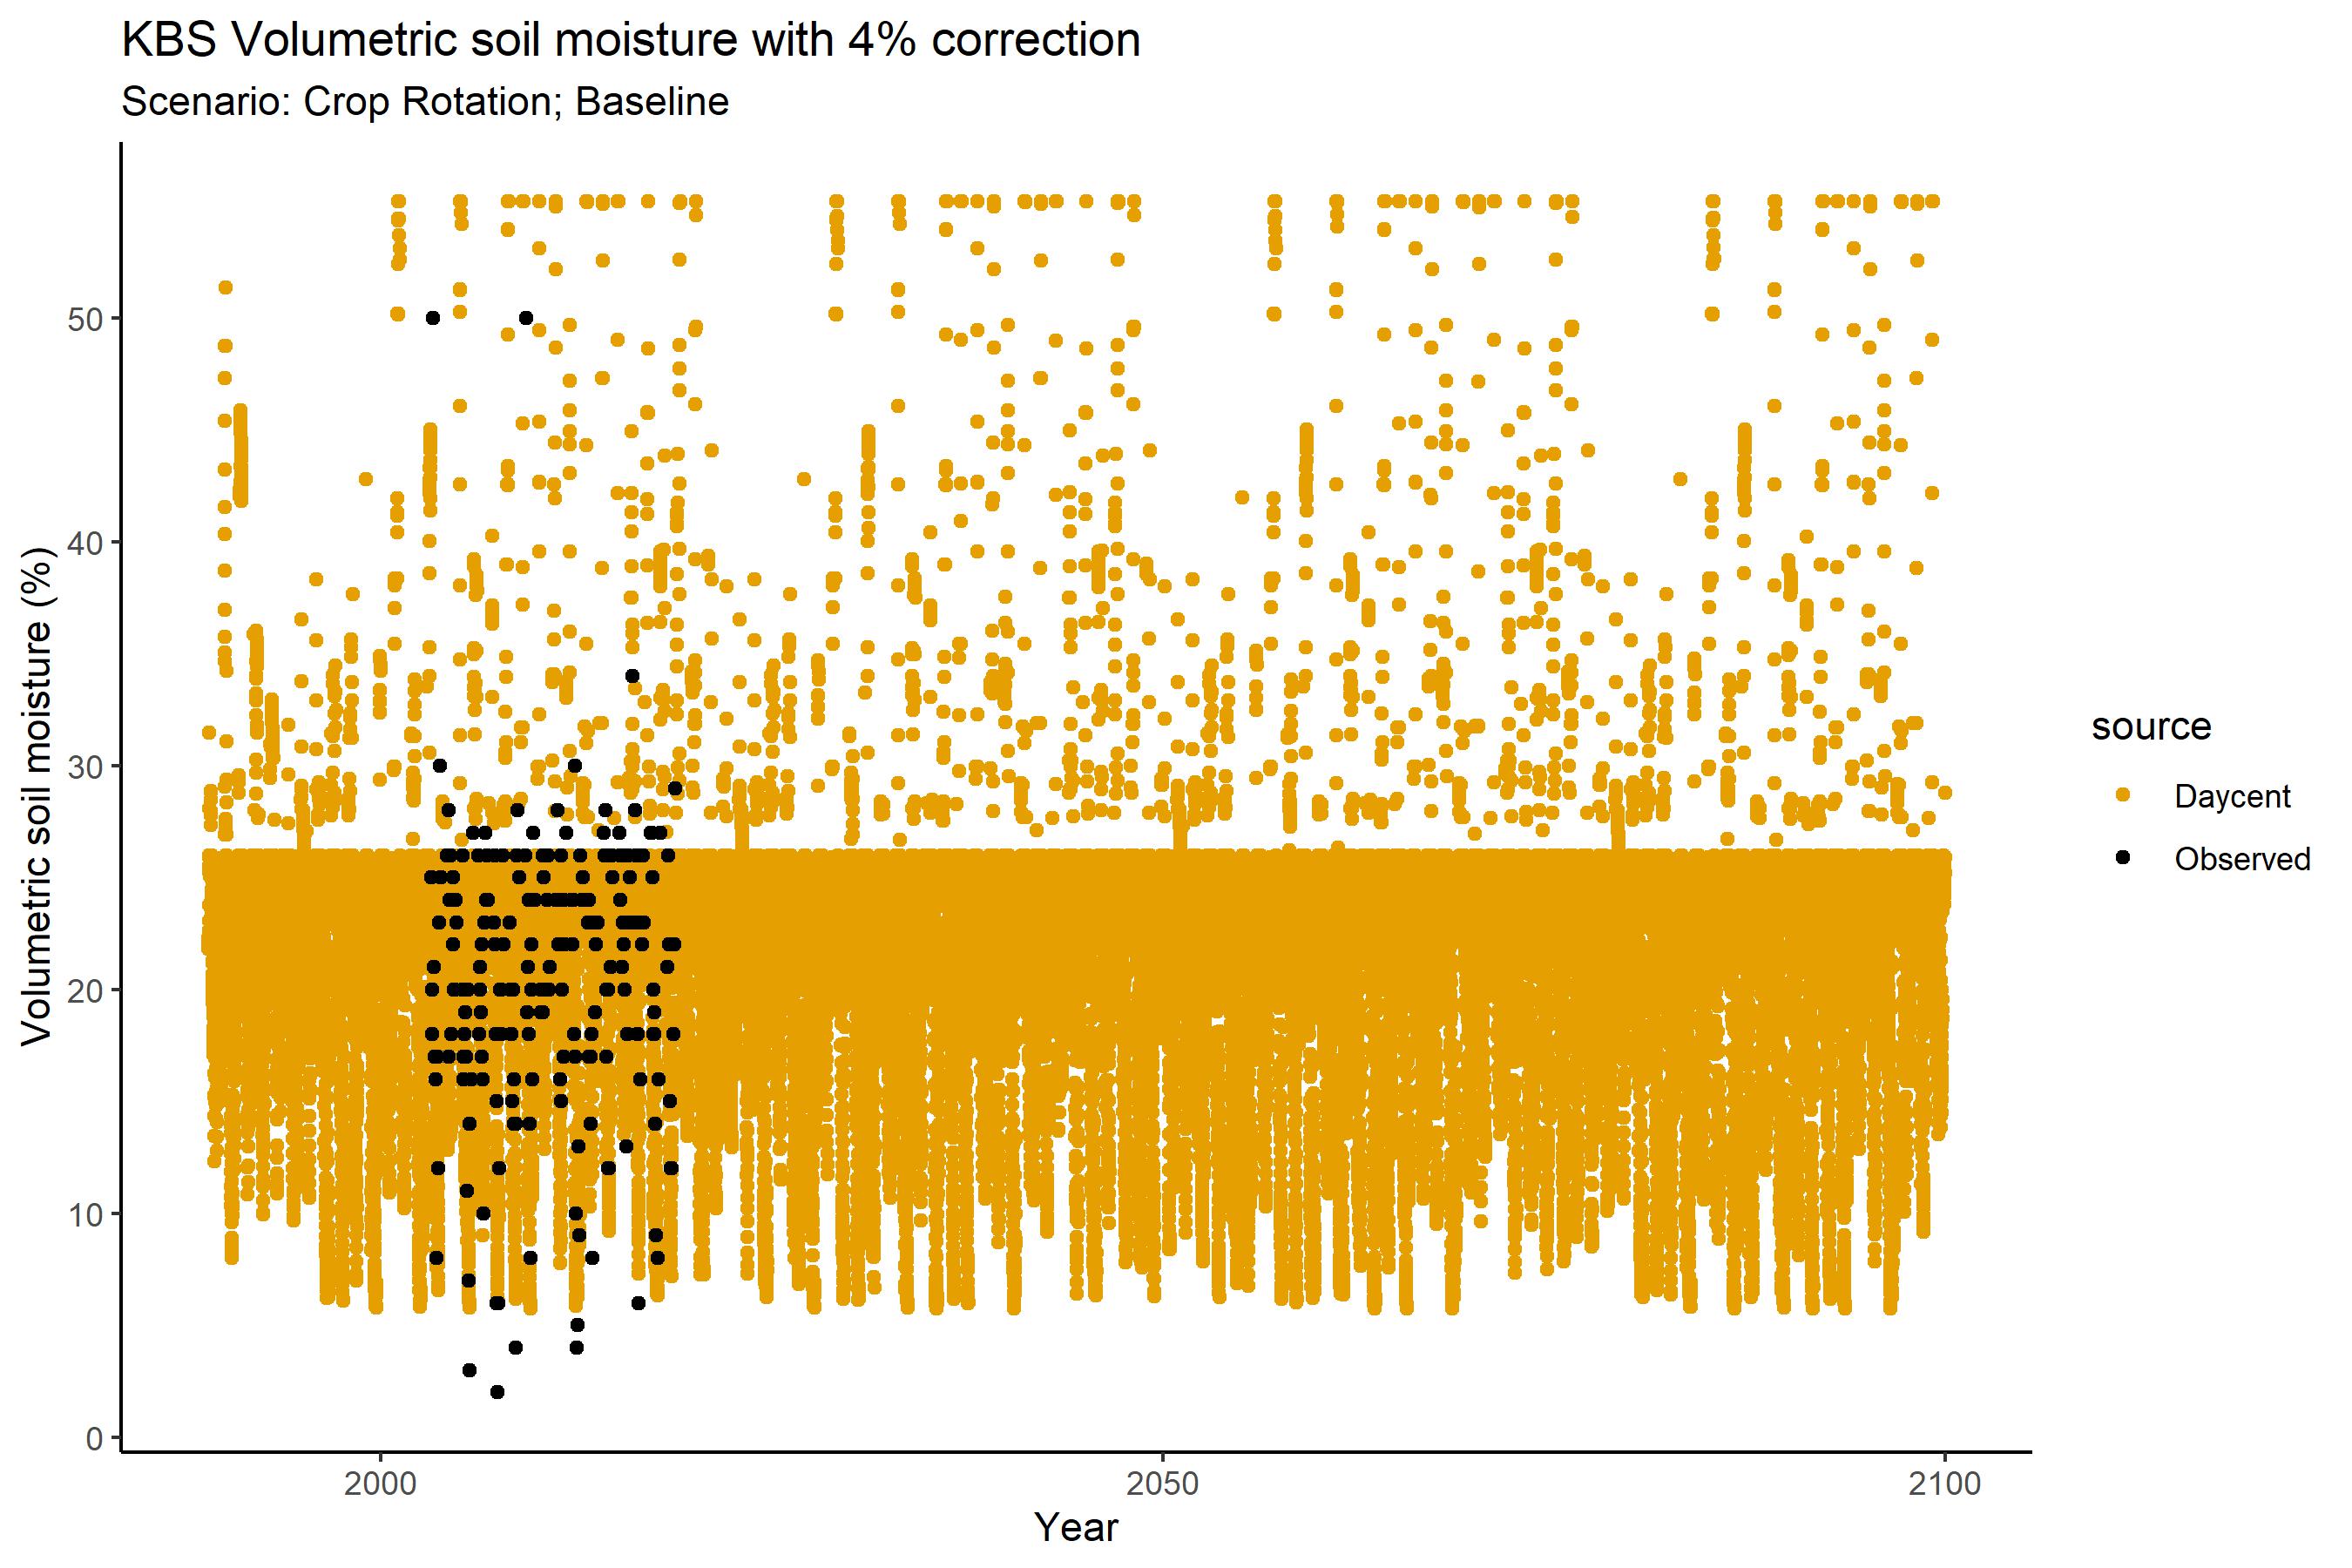 KBS Volumetric soil moisture with 4% correction
Scenario: Crop Rotation; Baseline
Volumetric soil moisture (%)
50
40
30
20
10
0
2000
2050
2100
Year
source
Daycent
Observed